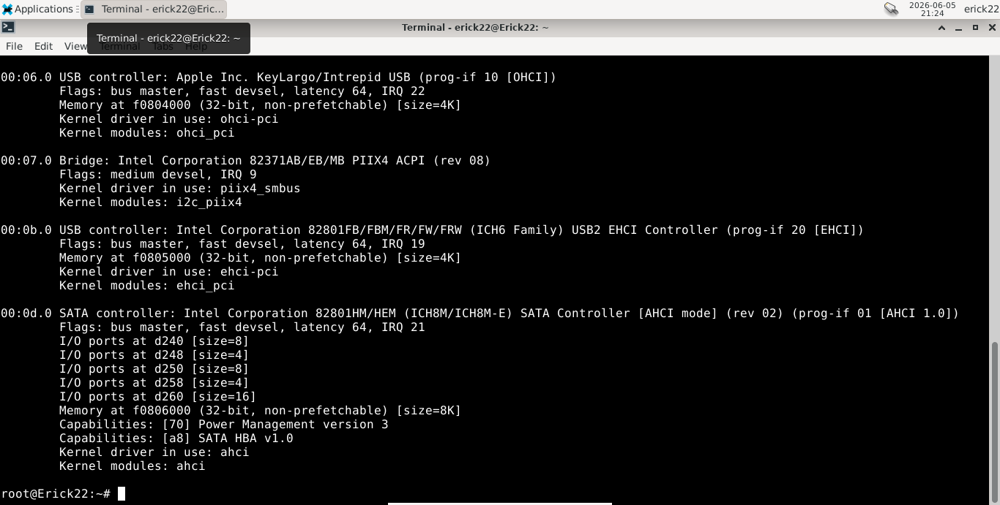 Applications
Terminal - erick22@Eric...
2026-06-05
21:24
erick22
Terminal - erick22@Erick22: ~
Terminal - erick22@Erick22: ~
File Edit View Terminal Tabs Help
00:06.0 USB controller: Apple Inc. KeyLargo/Intrepid USB (prog-if 10 [OHCI])
Flags: bus master, fast devsel, latency 64, IRQ 22
Memory at f0804000 (32-bit, non-prefetchable) [size=4K]
Kernel driver in use: ohci-pci
Kernel modules: ohci_pci
00:07.0 Bridge: Intel Corporation 82371AB/EB/MB PIIX4 ACPI (rev 08)
Flags: medium devsel, IRQ 9
Kernel driver in use: piix4_smbus
Kernel modules: i2c_piix4
00:0b.0 USB controller: Intel Corporation 82801FB/FBM/FR/FW/FRW (ICH6 Family) USB2 EHCI Controller (prog-if 20 [EHCI])
Flags: bus master, fast devsel, latency 64, IRQ 19
Memory at f0805000 (32-bit, non-prefetchable) [size=4K]
Kernel driver in use: ehci-pci
Kernel modules: ehci_pci
00:0d.0 SATA controller: Intel Corporation 82801HM/HEM (ICH8M/ICH8M-E) SATA Controller [AHCI mode] (rev 02) (prog-if 01 [AHCI 1.0])
Flags: bus master, fast devsel, latency 64, IRQ 21
I/O ports at d240 [size=8]
I/O ports at d248 [size=4]
I/O ports at d250 [size=8]
I/O ports at d258 [size=4]
I/O ports at d260 [size=16]
Memory at f0806000 (32-bit, non-prefetchable) [size=8K]
Capabilities: [70] Power Management version 3
Capabilities: [a8] SATA HBA v1.0
Kernel driver in use: ahci
Kernel modules: ahci
root@Erick22:~#